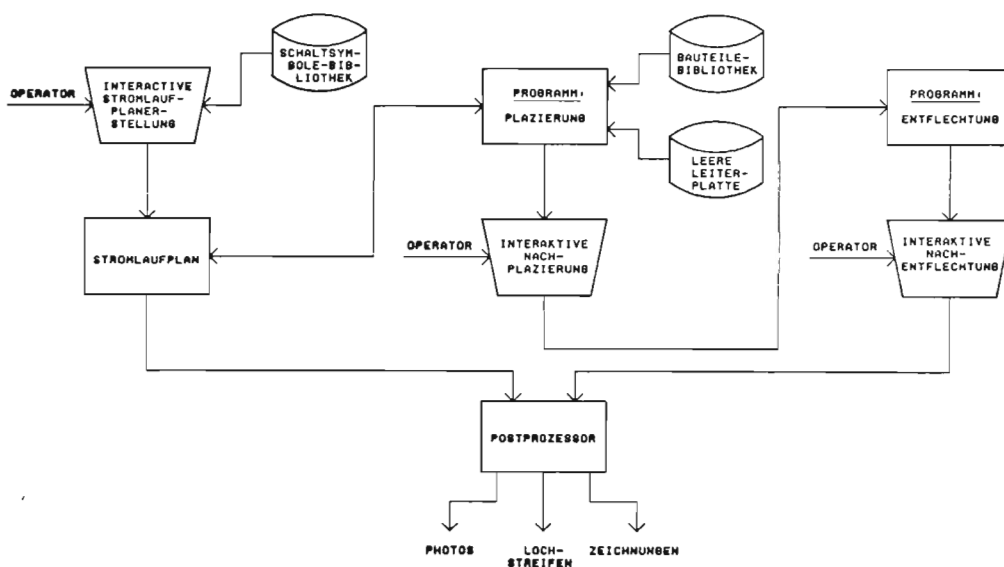 SCHALTSYM-
BOLE-BIB-
LIOTHEK
OPERATOR
INTERACTIVE
STROMLAUF-
PLANER-
STELLUNG
STROMLAUFPLAN
BAUTEILE-
BIBLIOTHEK
PROGRAMM:
PLAZIERUNG
LEERE
LEITER-
PLATTE
OPERATOR
INTERAKTIVE
NACH-
PLAZIERUNG
PROGRAMM:
ENTFLECHTUNG
OPERATOR
INTERAKTIVE
NACH-
ENTFLECHTUNG
POSTPROZESSOR
PHOTOS
LOCH-
STREIFEN
ZEICHNUNGEN